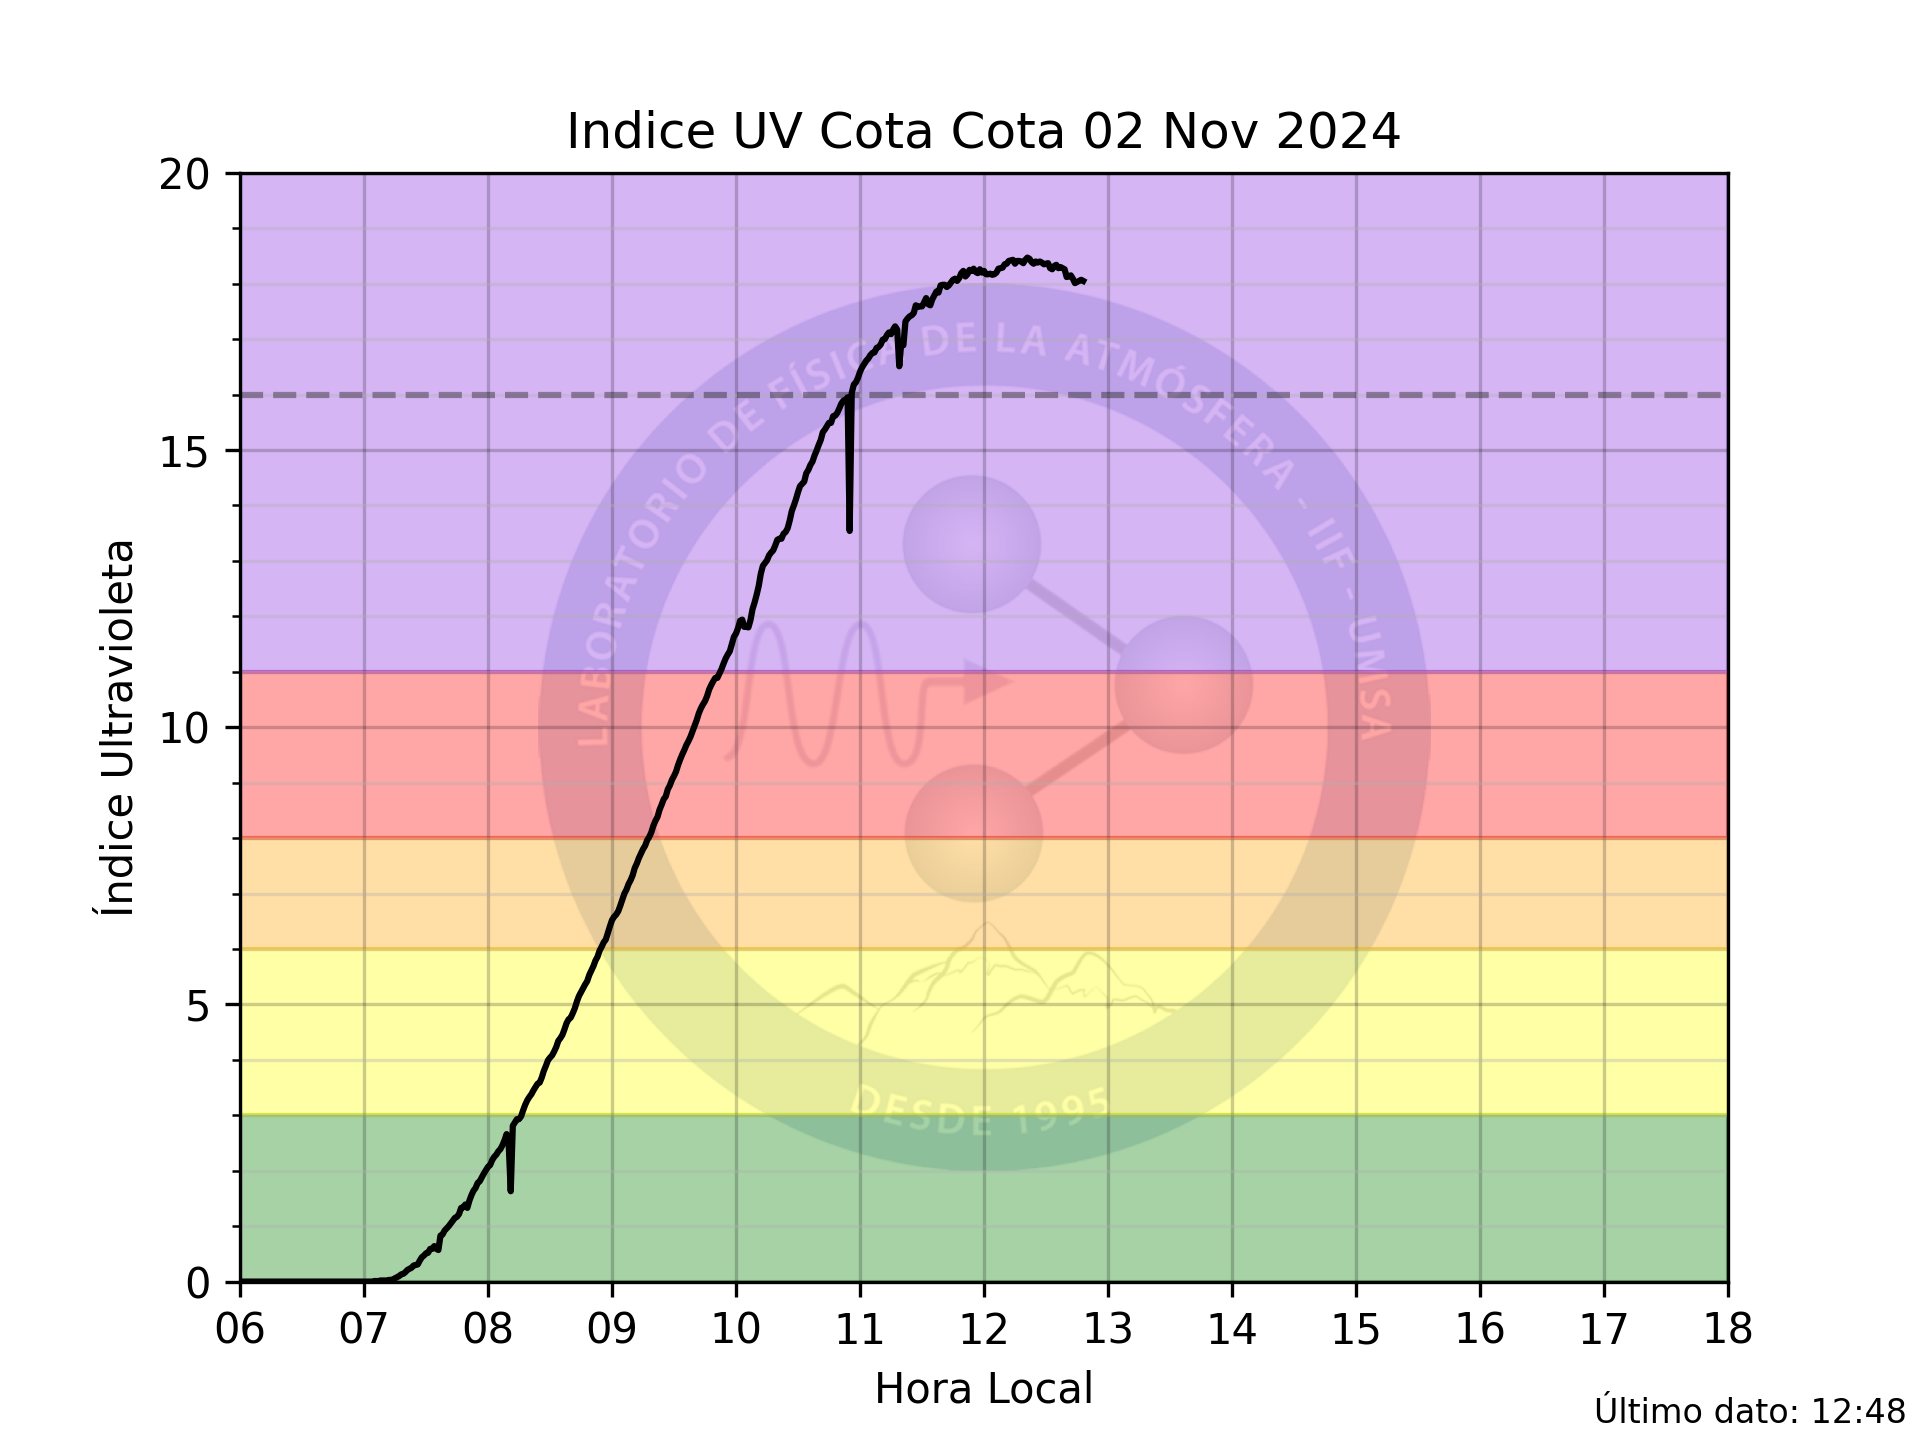 Indice UV Cota Cota 02 Nov 2024
20
15
10
5
0
Índice Ultravioleta
LABORATORIO DE FÍSICA DE LA ATMÓSFERA - IIF - UMSA
DESDE 1995
06 07 08 09 10 11 12 13 14 15 16 17 18
Hora Local
Último dato: 12:48